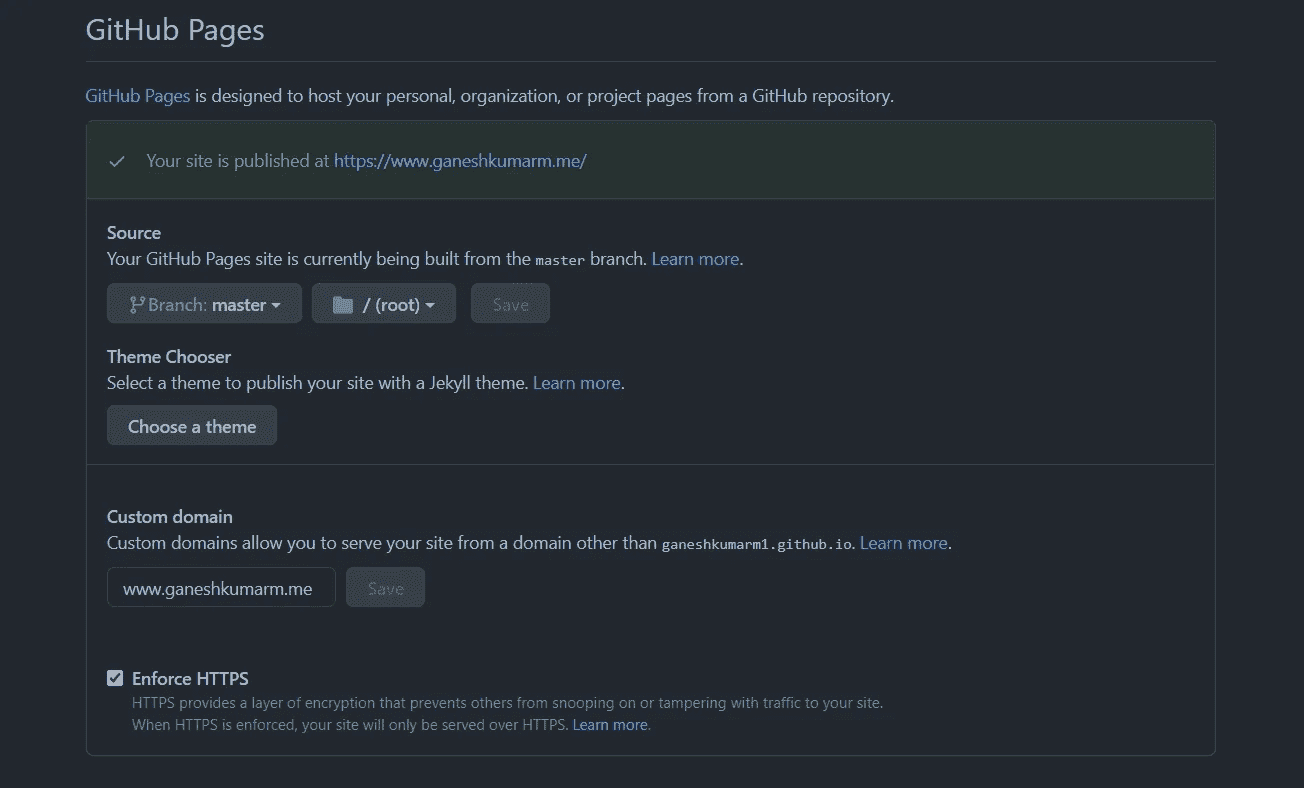 GitHub Pages
GitHub Pages is designed to host your personal, organization, or project pages from a GitHub repository.
Your site is published at https://www.ganeshkumarm.me/
Source
Your GitHub Pages site is currently being built from the master branch. Learn more.
Branch: master / (root) Save
Theme Chooser
Select a theme to publish your site with a Jekyll theme. Learn more.
Choose a theme
Custom domain
Custom domains allow you to serve your site from a domain other than ganeshkumarm1.github.io. Learn more.
www.ganeshkumarm.me Save
Enforce HTTPS
HTTPS provides a layer of encryption that prevents others from snooping on or tampering with traffic to your site.
When HTTPS is enforced, your site will only be served over HTTPS. Learn more.